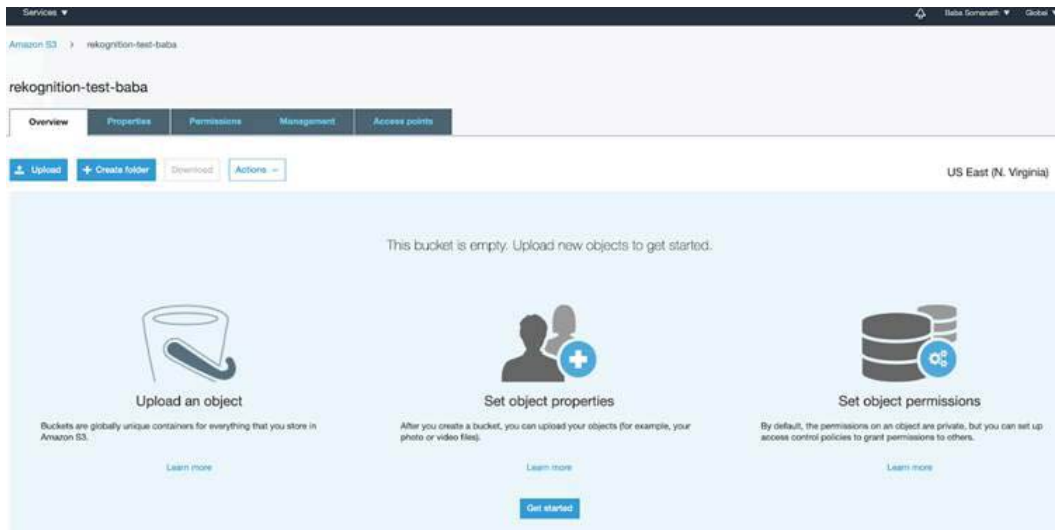 Services ▼
Baba Somanath ▼
Global
Amazon S3 > rekognition-test-baba
rekognition-test-baba
Overview
Properties
Permissions
Management
Access points
Upload
+ Create folder
Download
Actions
US East (N. Virginia)
This bucket is empty. Upload new objects to get started.
Upload an object
Buckets are globally unique containers for everything that you store in
Amazon S3.
Learn more
Set object properties
After you create a bucket, you can upload your objects (for example, your
photo or video files).
Learn more
Set object permissions
By default, the permissions on an object are private, but you can set up
access control policies to grant permissions to others.
Learn more
Get started